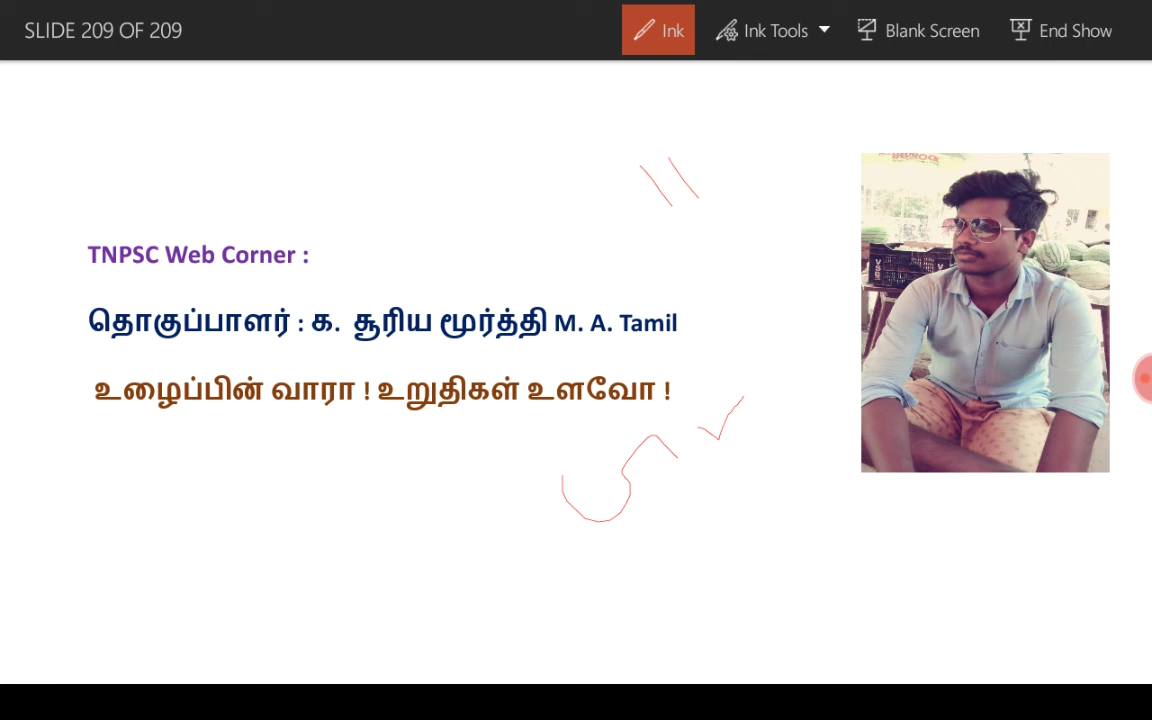 SLIDE 209 OF 209
Ink
Ink Tools
Blank Screen
End Show
TNPSC Web Corner :
தொகுப்பாளர் : க. சூரிய மூர்த்தி M. A. Tamil
உழைப்பின் வாரா ! உறுதிகள் உளவோ !